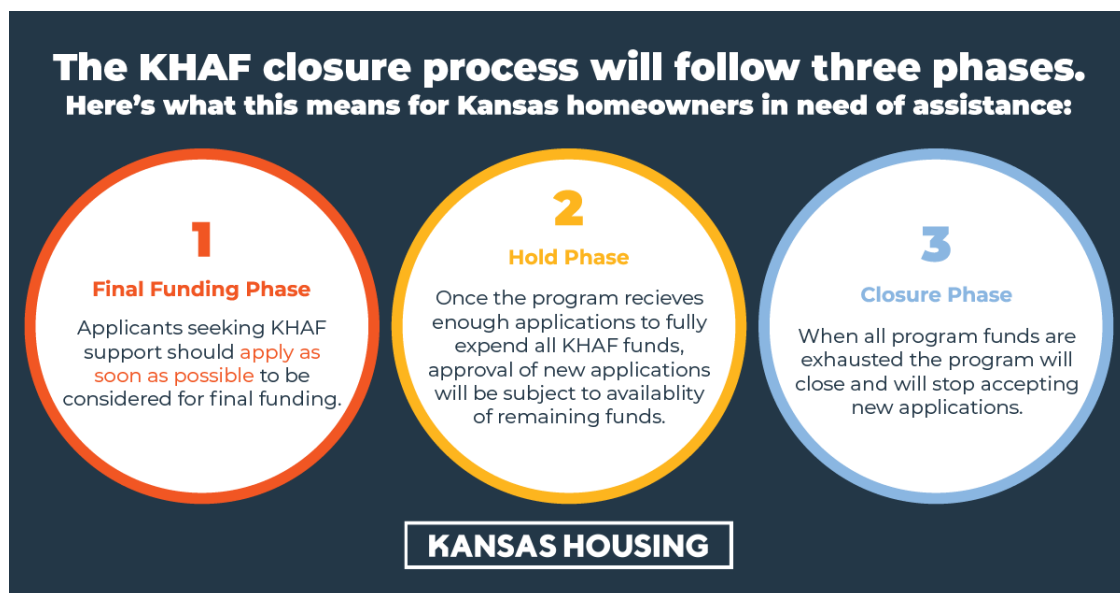 The KHAF closure process will follow three phases.
Here's what this means for Kansas homeowners in need of assistance:
1
Final Funding Phase
Applicants seeking KHAF
support should apply as
soon as possible to be
considered for final funding.
2
Hold Phase
Once the program recieves
enough applications to fully
expend all KHAF funds,
approval of new applications
will be subject to availablity
of remaining funds.
3
Closure Phase
When all program funds are
exhausted the program will
close and will stop accepting
new applications.
KANSAS HOUSING